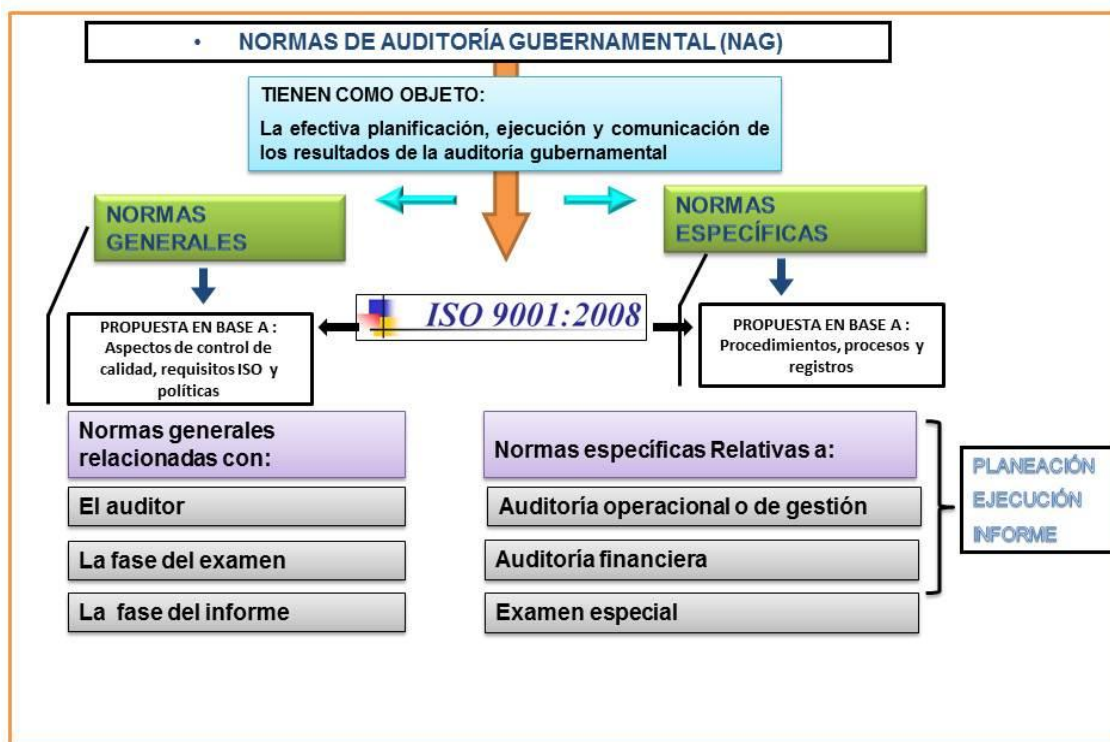 • NORMAS DE AUDITORÍA GUBERNAMENTAL (NAG)
TIENEN COMO OBJETO:
La efectiva planificación, ejecución y comunicación de
los resultados de la auditoría gubernamental
NORMAS
GENERALES
NORMAS
ESPECÍFICAS
ISO 9001:2008
PROPUESTA EN BASE A :
Aspectos de control de
calidad, requisitos ISO y
políticas
PROPUESTA EN BASE A :
Procedimientos, procesos y
registros
Normas generales
relacionadas con:
El auditor
La fase del examen
La fase del informe
Normas específicas Relativas a:
Auditoría operacional o de gestión
Auditoría financiera
Examen especial
PLANEACIÓN
EJECUCIÓN
INFORME